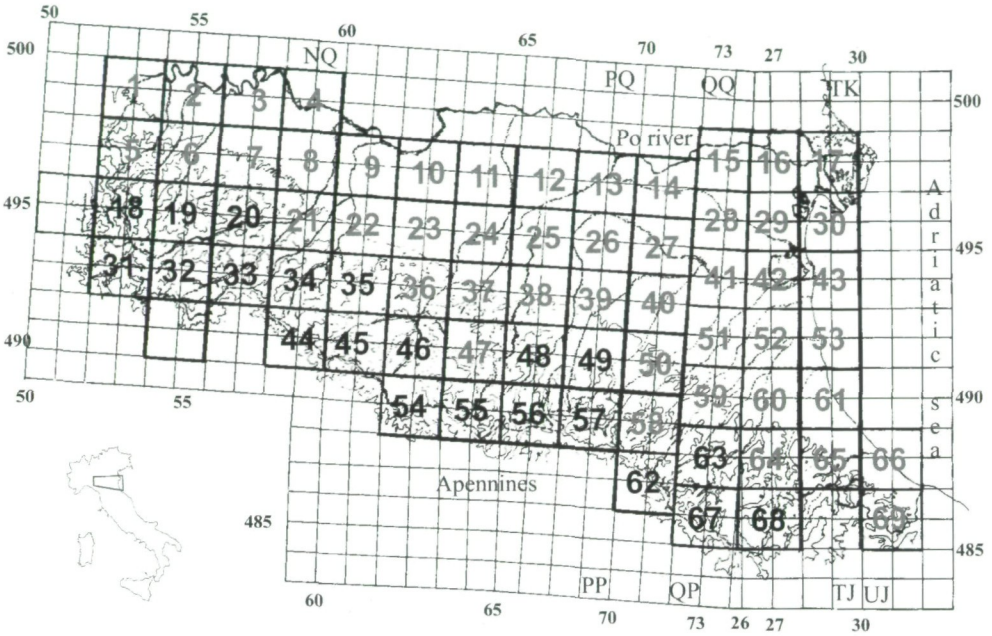 50 55 60 65 70 73 27 30
NQ PQ QQ TK
500 500
Po river
1 2 3 4
5 6 7 8 9 10 11 12 13 14 15 16 17
495 18 19 20 21 22 23 24 25 26 27 28 29 30 495
31 32 33 34 35 36 37 38 39 40 41 42 43
490 44 45 46 47 48 49 50 51 52 53 490
54 55 56 57 58 59 60 61
62 63 64 65 66
67 68 69
Adriatic sea
Apennines
485 485
50 55
PP QP TJ UJ
60 65 70 73 26 27 30